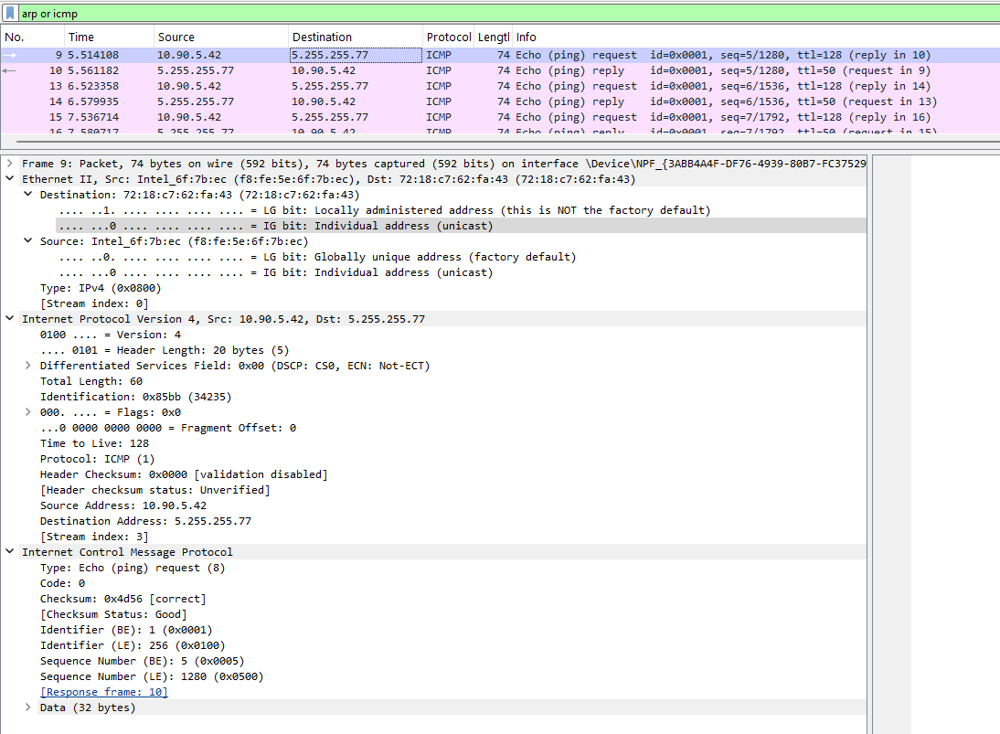 arp or icmp
No. Time Source Destination Protocol Lengtl Info
9 5.514108 10.90.5.42 5.255.255.77 ICMP 74 Echo (ping) request id=0x0001, seq=5/1280, ttl=128 (reply in 10)
10 5.561182 5.255.255.77 10.90.5.42 ICMP 74 Echo (ping) reply id=0x0001, seq=5/1280, ttl=50 (request in 9)
13 6.523358 10.90.5.42 5.255.255.77 ICMP 74 Echo (ping) request id=0x0001, seq=6/1536, ttl=128 (reply in 14)
14 6.579935 5.255.255.77 10.90.5.42 ICMP 74 Echo (ping) reply id=0x0001, seq=6/1536, ttl=50 (request in 13)
15 7.536714 10.90.5.42 5.255.255.77 ICMP 74 Echo (ping) request id=0x0001, seq=7/1792, ttl=128 (reply in 16)
16 7.580717 5.255.255.77 10.90.5.42 ICMP 74 Echo (ping) reply id=0x0001, seq=7/1792, ttl=50 (request in 15)
Frame 9: Packet, 74 bytes on wire (592 bits), 74 bytes captured (592 bits) on interface \Device\NPF_{3ABB4A4F-DF76-4939-80B7-FC37529
Ethernet II, Src: Intel_6f:7b:ec (f8:fe:5e:6f:7b:ec), Dst: 72:18:c7:62:fa:43 (72:18:c7:62:fa:43)
Destination: 72:18:c7:62:fa:43 (72:18:c7:62:fa:43)
.... ..1. .... .... .... .... = LG bit: Locally administered address (this is NOT the factory default)
.... ...0 .... .... .... .... = IG bit: Individual address (unicast)
Source: Intel_6f:7b:ec (f8:fe:5e:6f:7b:ec)
.... ..0. .... .... .... .... = LG bit: Globally unique address (factory default)
.... ...0 .... .... .... .... = IG bit: Individual address (unicast)
Type: IPv4 (0x0800)
[Stream index: 0]
Internet Protocol Version 4, Src: 10.90.5.42, Dst: 5.255.255.77
0100 .... = Version: 4
.... 0101 = Header Length: 20 bytes (5)
Differentiated Services Field: 0x00 (DSCP: CS0, ECN: Not-ECT)
Total Length: 60
Identification: 0x85bb (34235)
000. .... = Flags: 0x0
...0 0000 0000 0000 = Fragment Offset: 0
Time to Live: 128
Protocol: ICMP (1)
Header Checksum: 0x0000 [validation disabled]
[Header checksum status: Unverified]
Source Address: 10.90.5.42
Destination Address: 5.255.255.77
[Stream index: 3]
Internet Control Message Protocol
Type: Echo (ping) request (8)
Code: 0
Checksum: 0x4d56 [correct]
[Checksum Status: Good]
Identifier (BE): 1 (0x0001)
Identifier (LE): 256 (0x0100)
Sequence Number (BE): 5 (0x0005)
Sequence Number (LE): 1280 (0x0500)
[Response frame: 10]
Data (32 bytes)